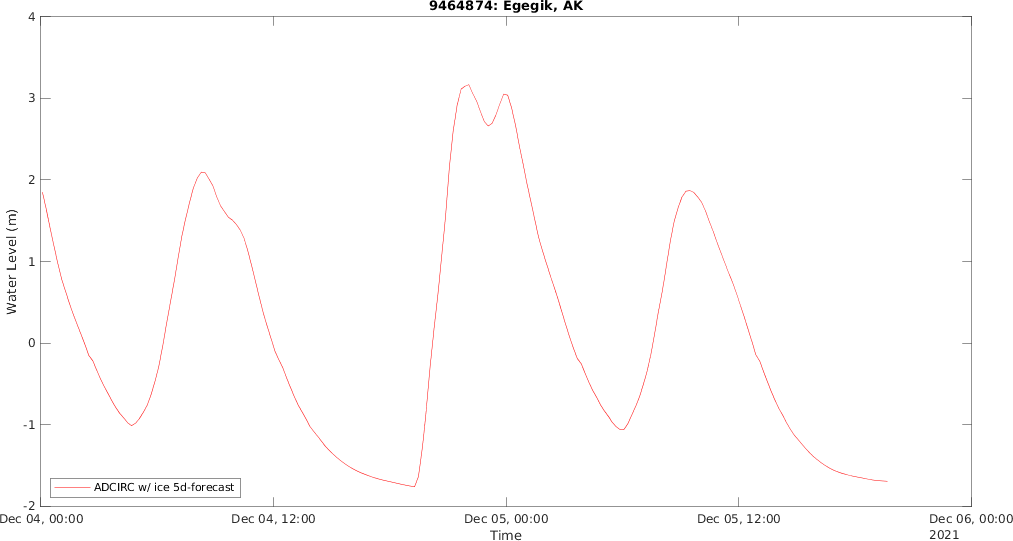 9464874: Egegik, AK
4
3
2
1
0
-1
-2
Water Level (m)
ADCIRC w/ ice 5d-forecast
Dec 04, 00:00
Dec 04, 12:00
Dec 05, 00:00
Dec 05, 12:00
Dec 06, 00:00
Time
2021